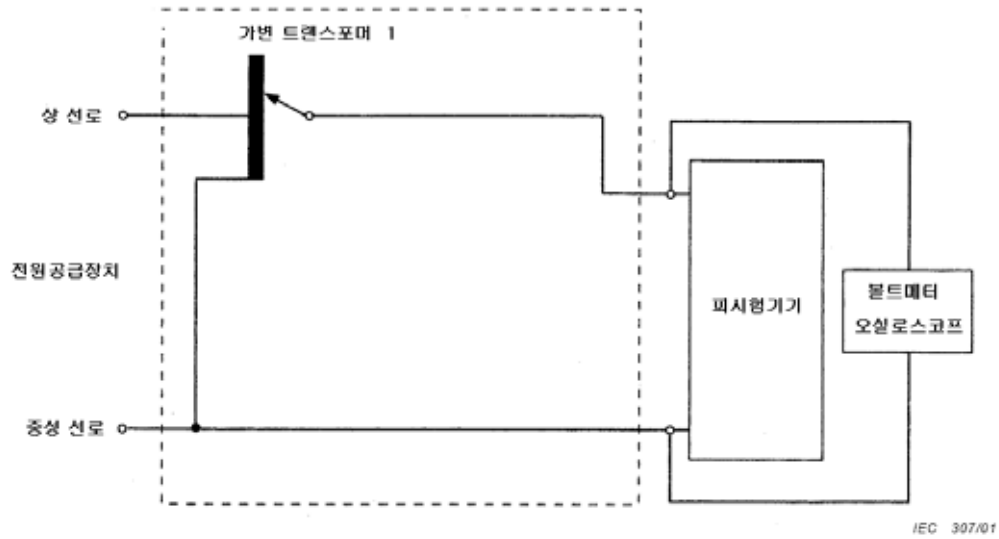 가변 트랜스포머 1
상 선로
전원공급장치
피시험기기
볼트메터
오실로스코프
중성 선로
IEC 307/01